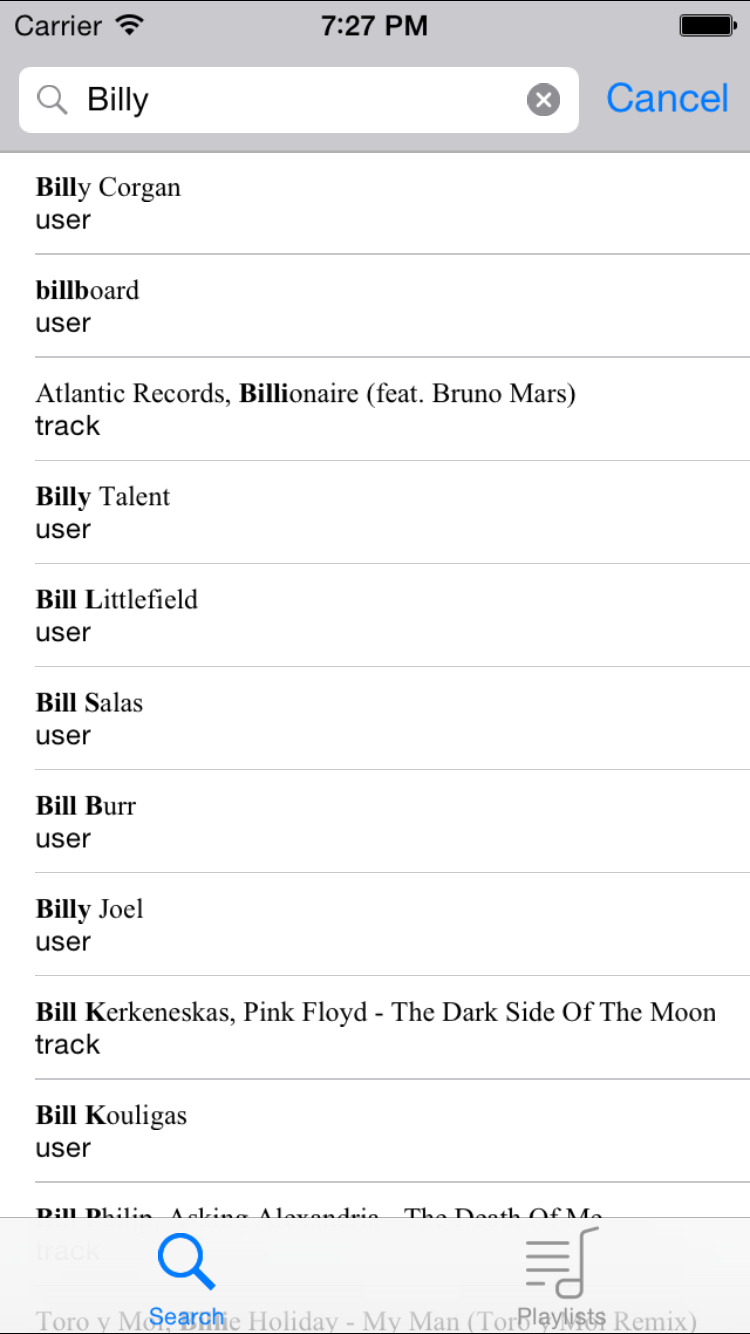 Carrier 7:27 PM
Billy Cancel
Billy Corgan
user
billboard
user
Atlantic Records, Billionaire (feat. Bruno Mars)
track
Billy Talent
user
Bill Littlefield
user
Bill Salas
user
Bill Burr
user
Billy Joel
user
Bill Kerkeneskas, Pink Floyd - The Dark Side Of The Moon
track
Bill Kouligas
user
Bill Philip, Asking Alexandria - The Death Of Me
track
Search Playlists
Toro y Moi, Billie Holiday - My Man (Toro y Moi Remix)